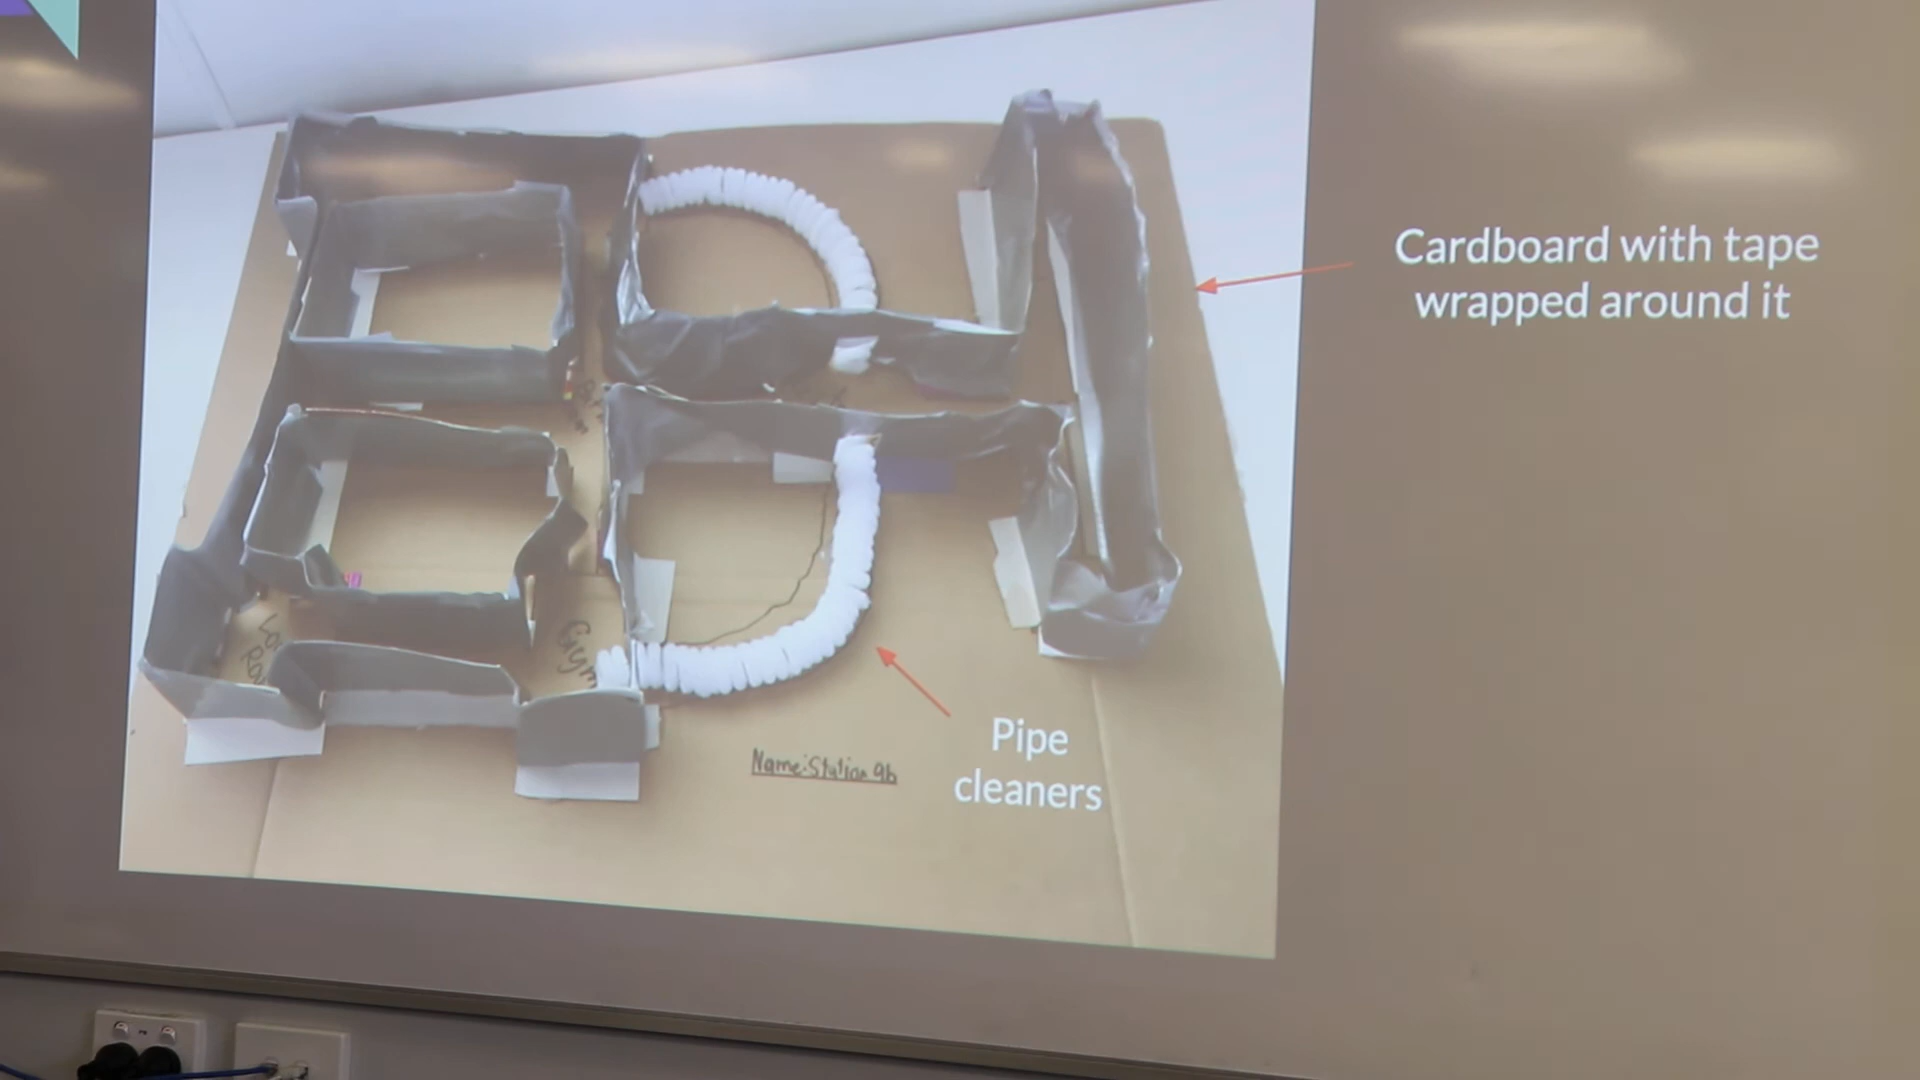 Cardboard with tape
wrapped around it
Gym
Pipe
cleaners
Name: Station 9b